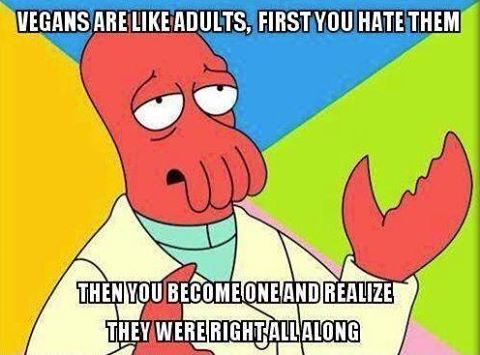 VEGANS ARE LIKE ADULTS, FIRST YOU HATE THEM
THEN YOU BECOME ONE AND REALIZE
THEY WERE RIGHT ALL ALONG